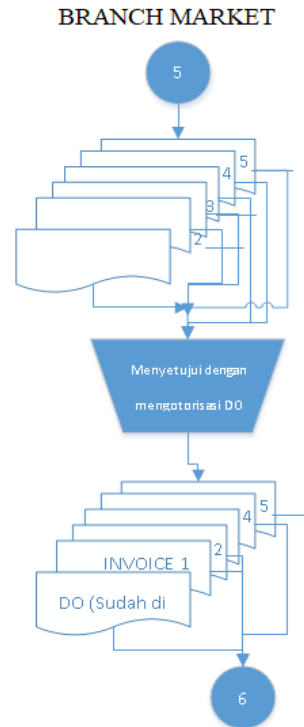 BRANCH MARKET
5
5
4
3
2
Menyetujui dengan
mengotorisasi DO
5
4
2
INVOICE 1
DO (Sudah di
6